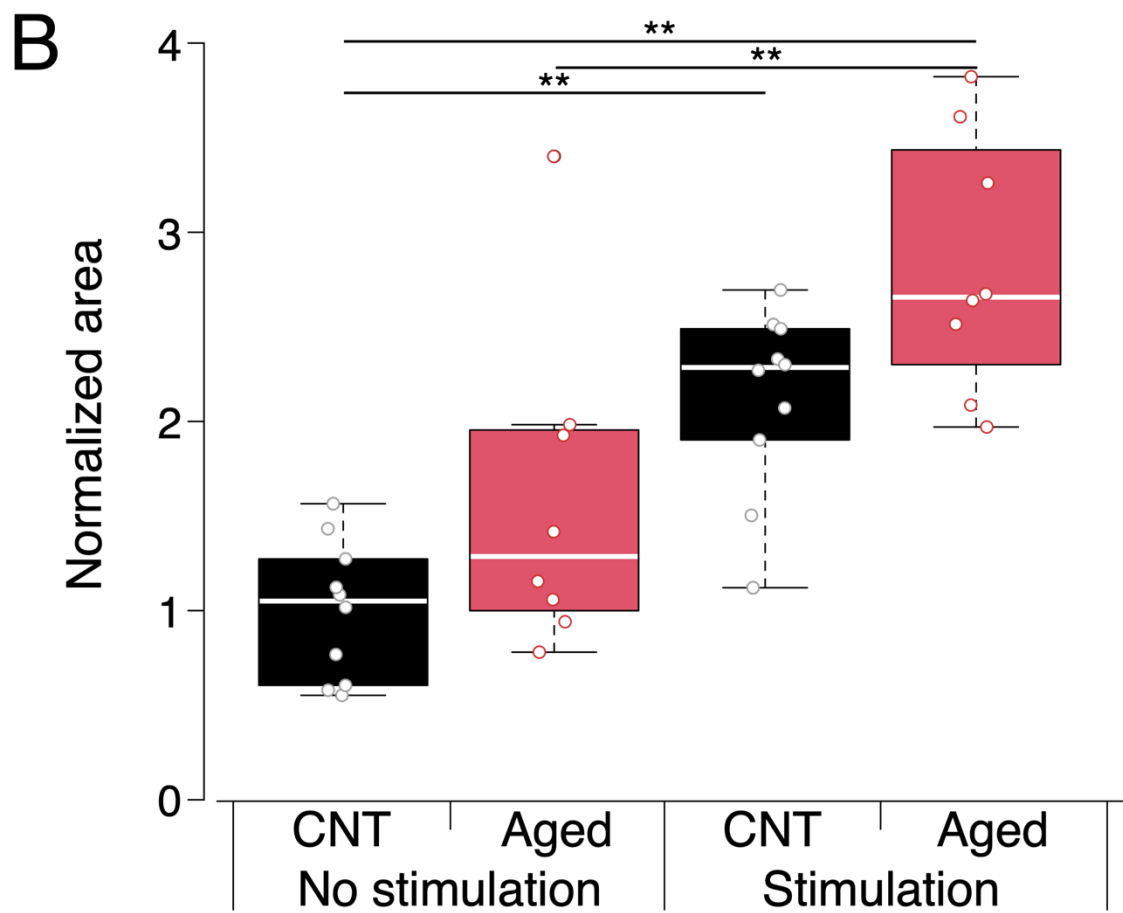 B
**
**
**
4
3
2
1
0
Normalized area
CNT Aged CNT Aged
No stimulation Stimulation